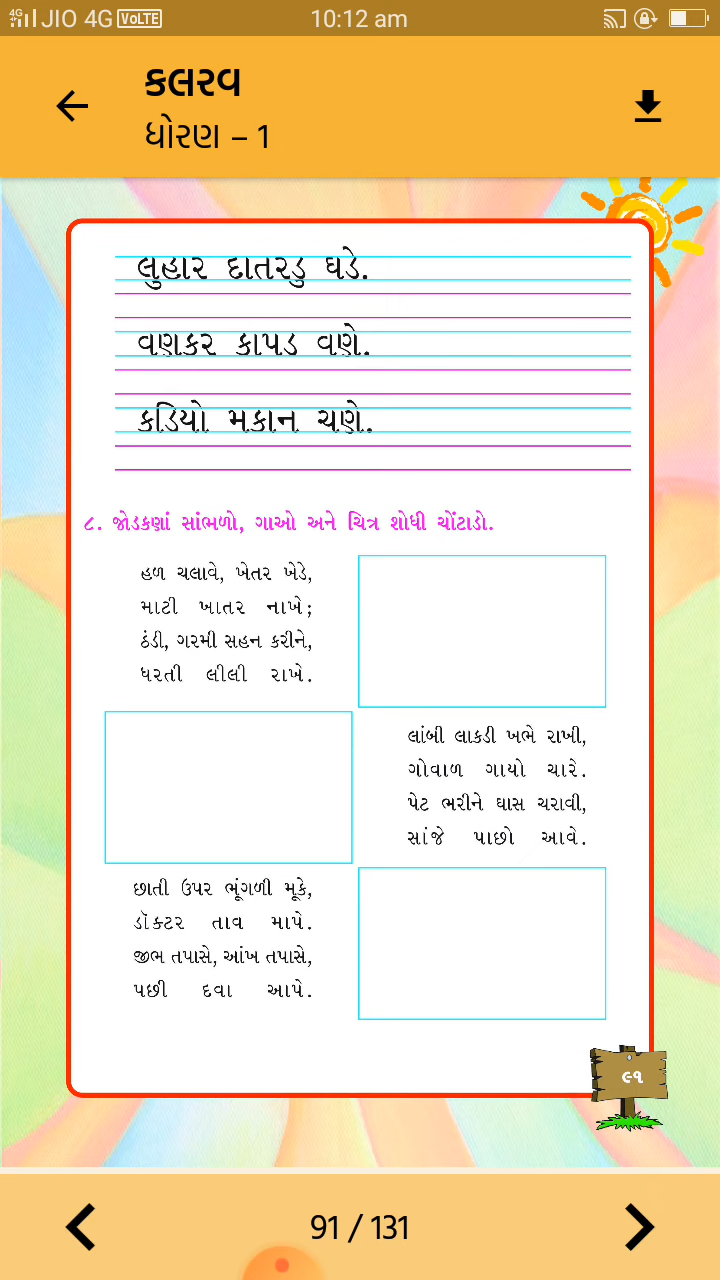 4G JIO 4G VoLTE 10:12 am
કલરવ
ધોરણ – 1
લુહાર દાતરડુ ઘડે.
વણકર કાપડ વણે.
કડિયો મકાન ચણે.
૮. જોડકણાં સાંભળો, ગાઓ અને ચિત્ર શોધી ચોંટાડો.
હળ ચલાવે, ખેતર ખેડે,
માટી ખાતર નાખે;
ઠંડી, ગરમી સહન કરીને,
ધરતી લીલી રાખે.
લાંબી લાકડી ખભે રાખી,
ગોવાળ ગાયો ચારે.
પેટ ભરીને ઘાસ ચરાવી,
સાંજે પાછો આવે.
છાતી ઉપર ભૂંગળી મૂકે,
ડૉક્ટર તાવ માપે.
જીભ તપાસે, આંખ તપાસે,
પછી દવા આપે.
૯૧
91 / 131